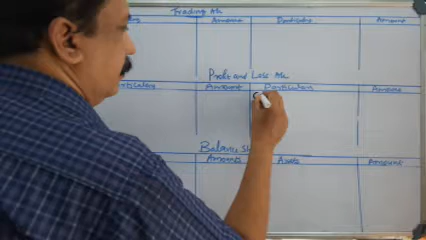 Trading A/c
Amount Particulars Amount
Profit and Loss A/c
Particulars Amount Particulars Amount
Balance Sh
Amount Assets Amount